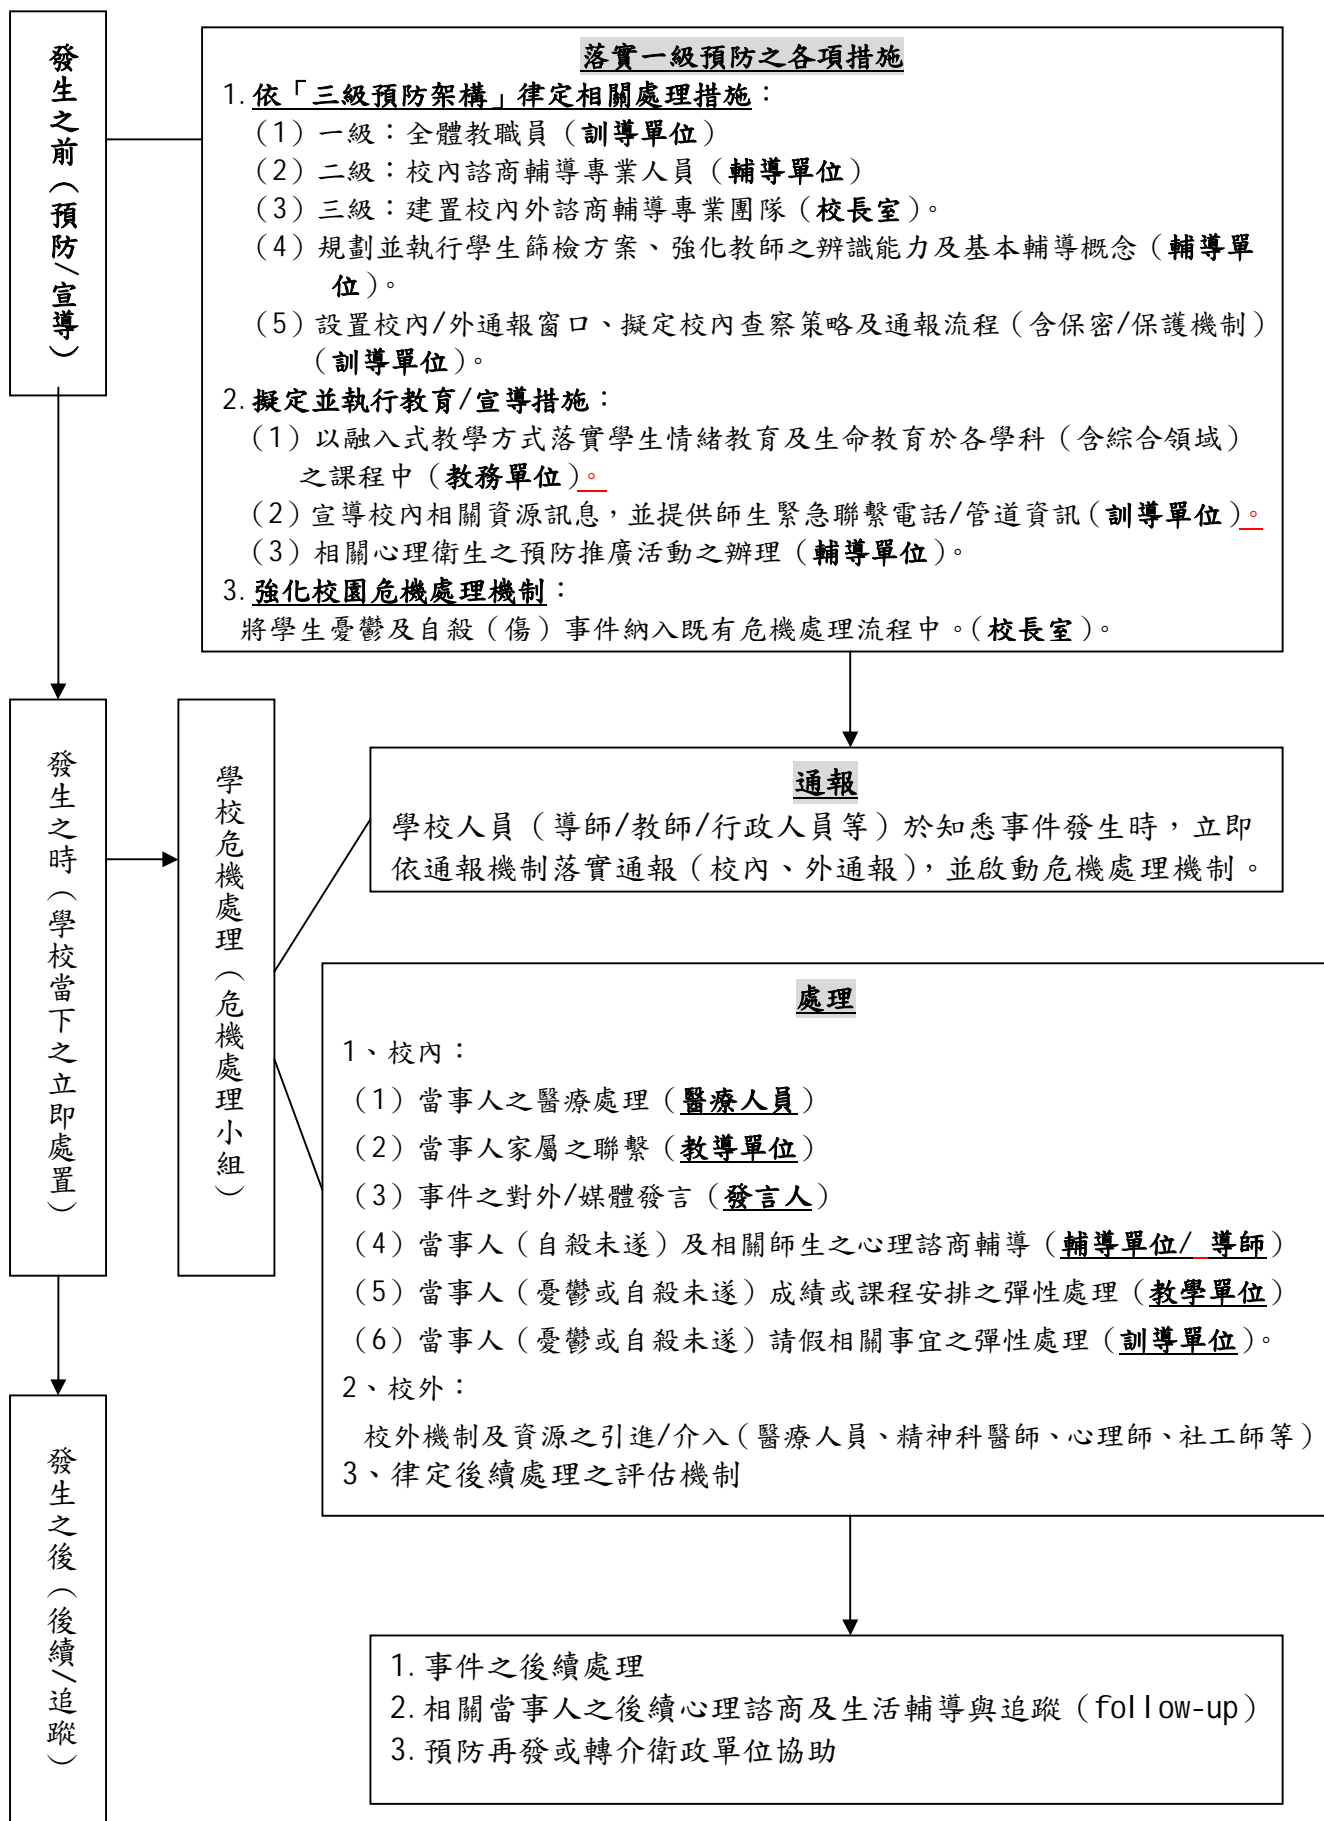 發生之前（預防/宣導）
落實一級預防之各項措施
1.依「三級預防架構」律定相關處理措施：
（1）一級：全體教職員（訓導單位）
（2）二級：校內諮商輔導專業人員（輔導單位）
（3）三級：建置校內外諮商輔導專業團隊（校長室）。
（4）規劃並執行學生篩檢方案、強化教師之辨識能力及基本輔導概念（輔導單
位）。
（5）設置校內/外通報窗口、擬定校內查察策略及通報流程（含保密/保護機制）
（訓導單位）。
2.擬定並執行教育/宣導措施：
（1）以融入式教學方式落實學生情緒教育及生命教育於各學科（含綜合領域）
之課程中（教務單位）。
（2）宣導校內相關資源訊息，並提供師生緊急聯繫電話/管道資訊（訓導單位）。
（3）相關心理衛生之預防推廣活動之辦理（輔導單位）。
3.強化校園危機處理機制：
將學生憂鬱及自殺（傷）事件納入既有危機處理流程中。（校長室）。
發生之時（學校當下之立即處置）
學校危機處理（危機處理小組）
通報
學校人員（導師/教師/行政人員等）於知悉事件發生時，立即
依通報機制落實通報（校內、外通報），並啟動危機處理機制。
處理
1、校內：
（1）當事人之醫療處理（醫療人員）
（2）當事人家屬之聯繫（教導單位）
（3）事件之對外/媒體發言（發言人）
（4）當事人（自殺未遂）及相關師生之心理諮商輔導（輔導單位/ 導師）
（5）當事人（憂鬱或自殺未遂）成績或課程安排之彈性處理（教學單位）
（6）當事人（憂鬱或自殺未遂）請假相關事宜之彈性處理（訓導單位）。
2、校外：
校外機制及資源之引進/介入（醫療人員、精神科醫師、心理師、社工師等）
3、律定後續處理之評估機制
發生之後（後續/追蹤）
1.事件之後續處理
2.相關當事人之後續心理諮商及生活輔導與追蹤（follow-up）
3.預防再發或轉介衛政單位協助